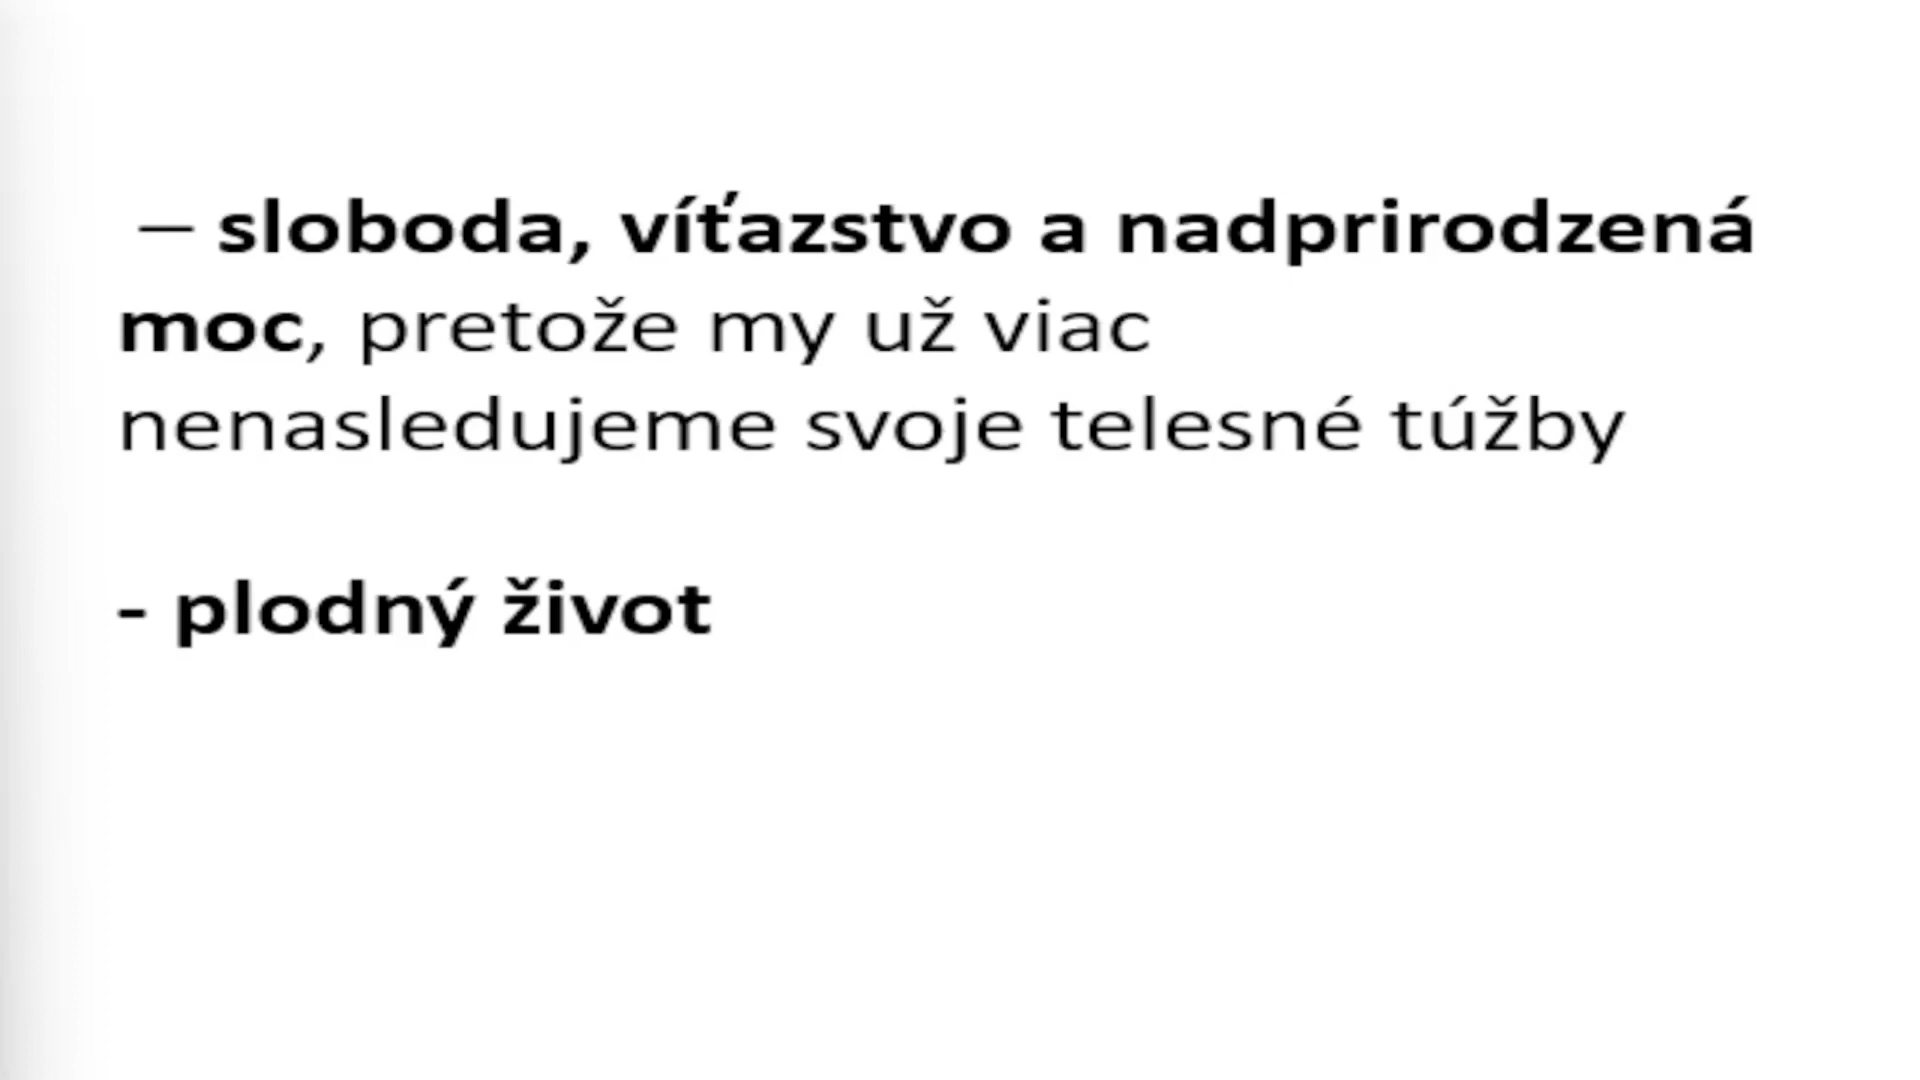 – sloboda, víťazstvo a nadprirodzená
moc, pretože my už viac
nenasledujeme svoje telesné túžby
- plodný život